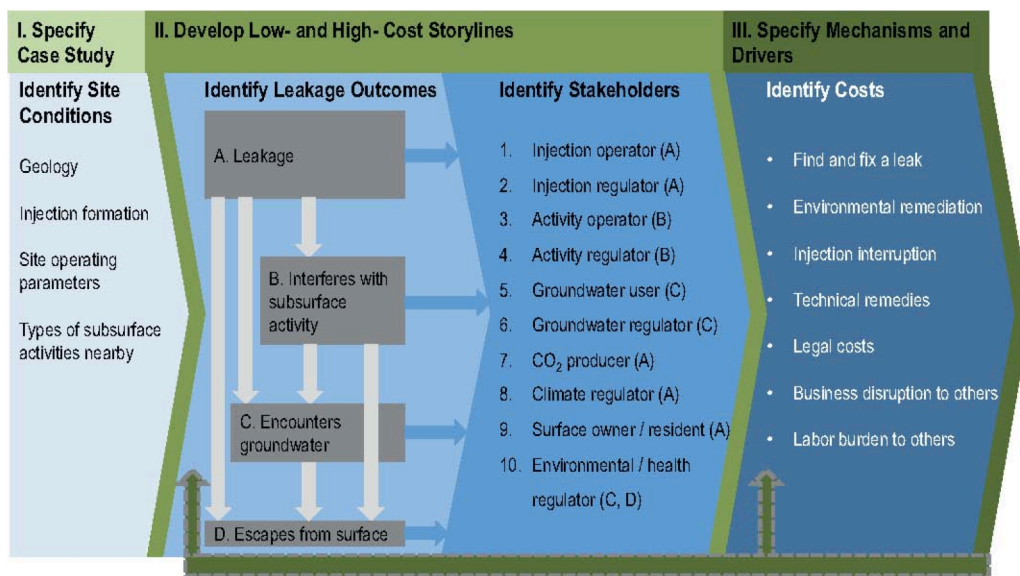 I. Specify
Case Study
II. Develop Low- and High- Cost Storylines
III. Specify Mechanisms and
Drivers
Identify Site
Conditions
Geology
Injection formation
Site operating
parameters
Types of subsurface
activities nearby
Identify Leakage Outcomes
A. Leakage
B. Interferes with
subsurface
activity
C. Encounters
groundwater
D. Escapes from surface
Identify Stakeholders
1. Injection operator (A)
2. Injection regulator (A)
3. Activity operator (B)
4. Activity regulator (B)
5. Groundwater user (C)
6. Groundwater regulator (C)
7. CO₂ producer (A)
8. Climate regulator (A)
9. Surface owner / resident (A)
10. Environmental / health
regulator (C, D)
Identify Costs
• Find and fix a leak
• Environmental remediation
• Injection interruption
• Technical remedies
• Legal costs
• Business disruption to others
• Labor burden to others